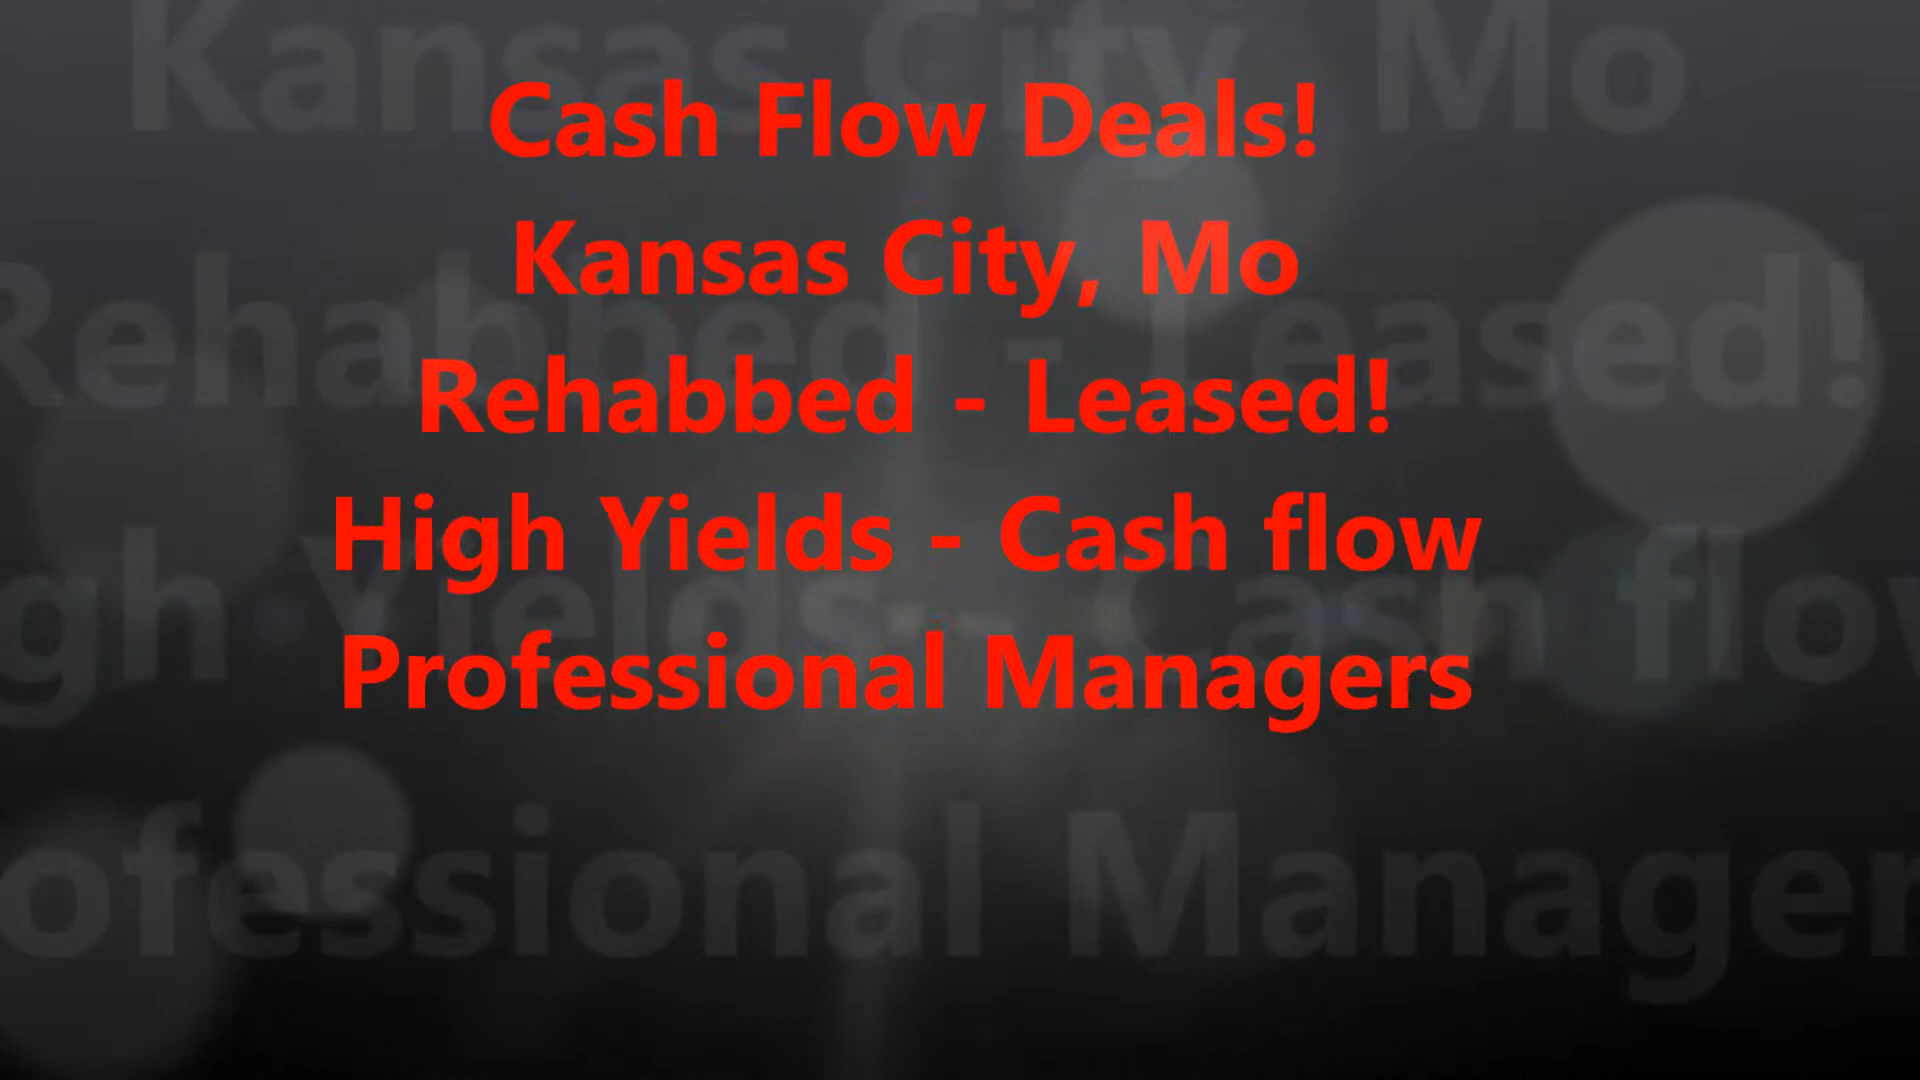 Cash Flow Deals!
Kansas City, Mo
Rehabbed - Leased!
High Yields - Cash flow
Professional Managers